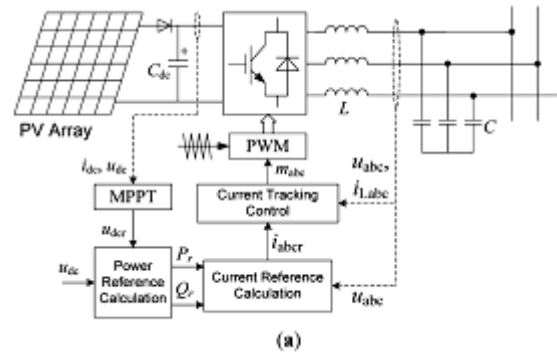 C_dc
+
PV Array
L
C
PWM
i_dc, u_dc
m_abc
u_abc,
i_Labc
MPPT
Current Tracking
Control
u_dcr
i_abcr
u_dc
Power
Reference
Calculation
P_r
Q_r
Current Reference
Calculation
u_abc
(a)